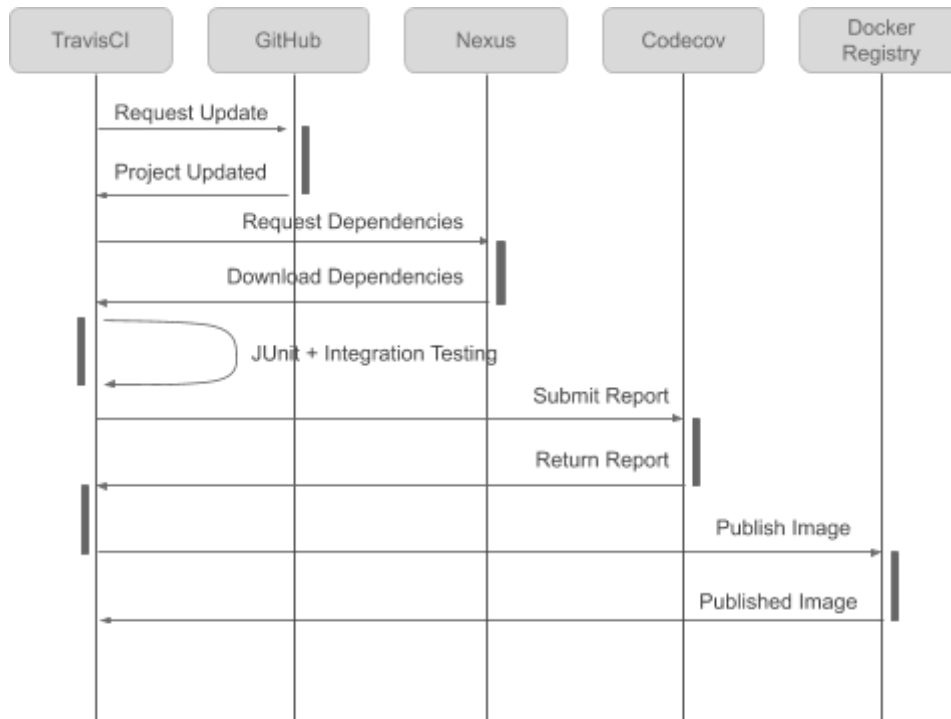 TravisCI
GitHub
Nexus
Codecov
Docker
Registry
Request Update
Project Updated
Request Dependencies
Download Dependencies
JUnit + Integration Testing
Submit Report
Return Report
Publish Image
Published Image